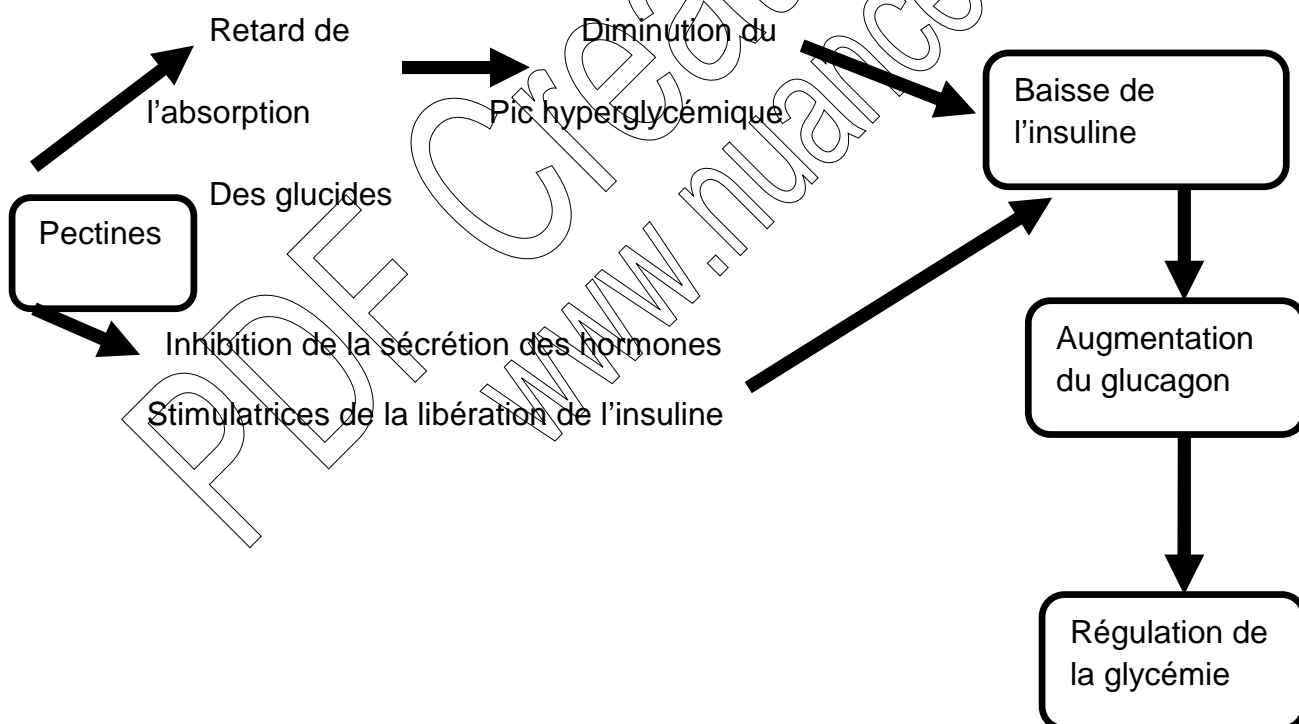 Retard de
l'absorption
Des glucides
Diminution du
Pic hyperglycémique
Baisse de
l'insuline
Pectines
Inhibition de la sécrétion des hormones
Stimulatrices de la libération de l'insuline
Augmentation
du glucagon
Régulation de
la glycémie
PDF Crea
www.nuance